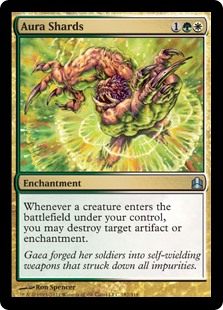 Aura Shards 1
Enchantment
Whenever a creature enters the
battlefield under your control,
you may destroy target artifact or
enchantment.
Gaea forged her soldiers into self-wielding
weapons that struck down all impurities.
Ron Spencer